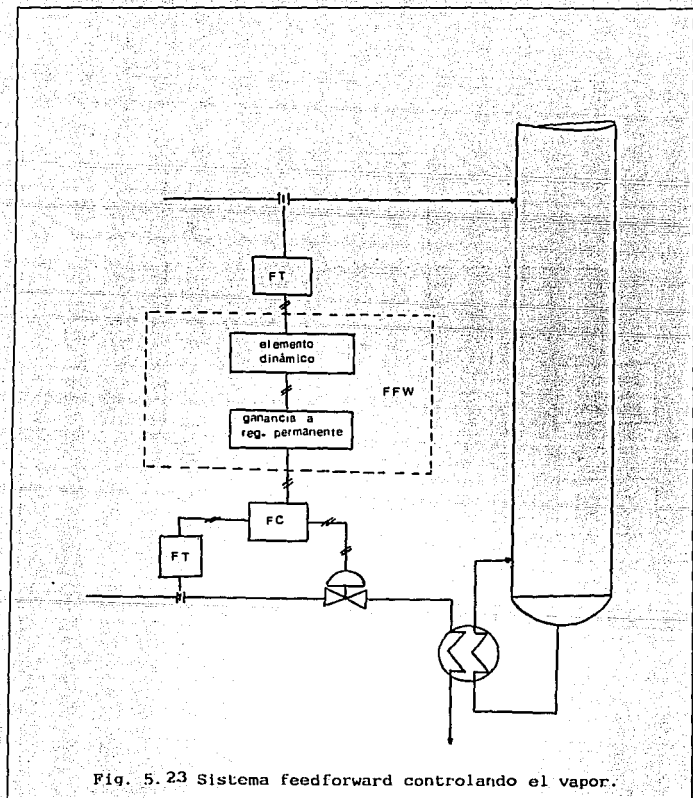 FT
elemento
dinámico
FFW
ganancia a
reg. permanente
FC
FT
Fig. 5.23 Sistema feedforward controlando el vapor.